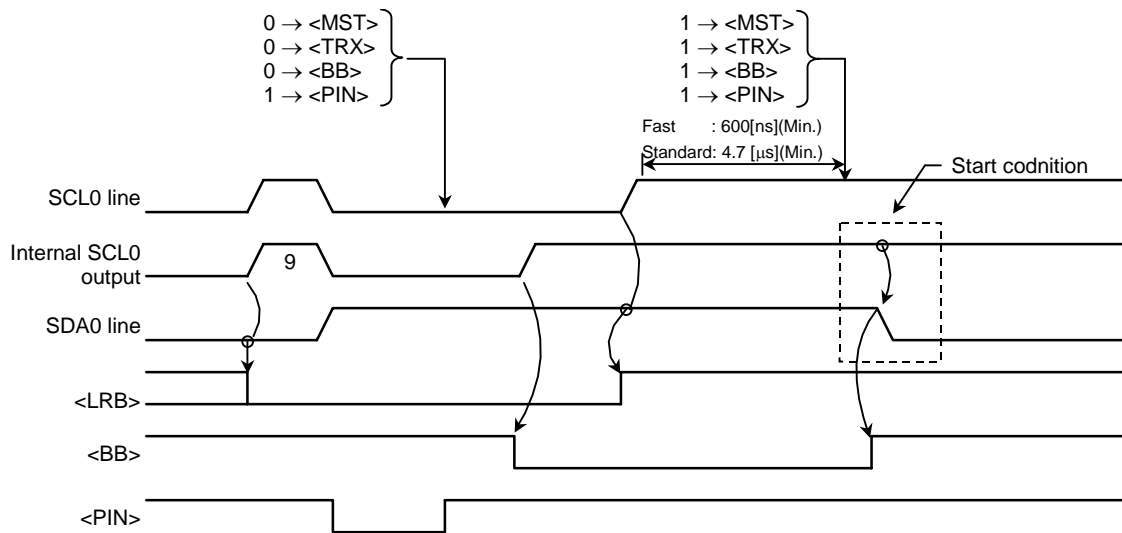 0 → <MST>
0 → <TRX>
0 → <BB>
1 → <PIN>
1 → <MST>
1 → <TRX>
1 → <BB>
1 → <PIN>
Fast : 600[ns](Min.)
Standard: 4.7 [μs](Min.)
Start codnition
SCL0 line
Internal SCL0
output
9
SDA0 line
<LRB>
<BB>
<PIN>